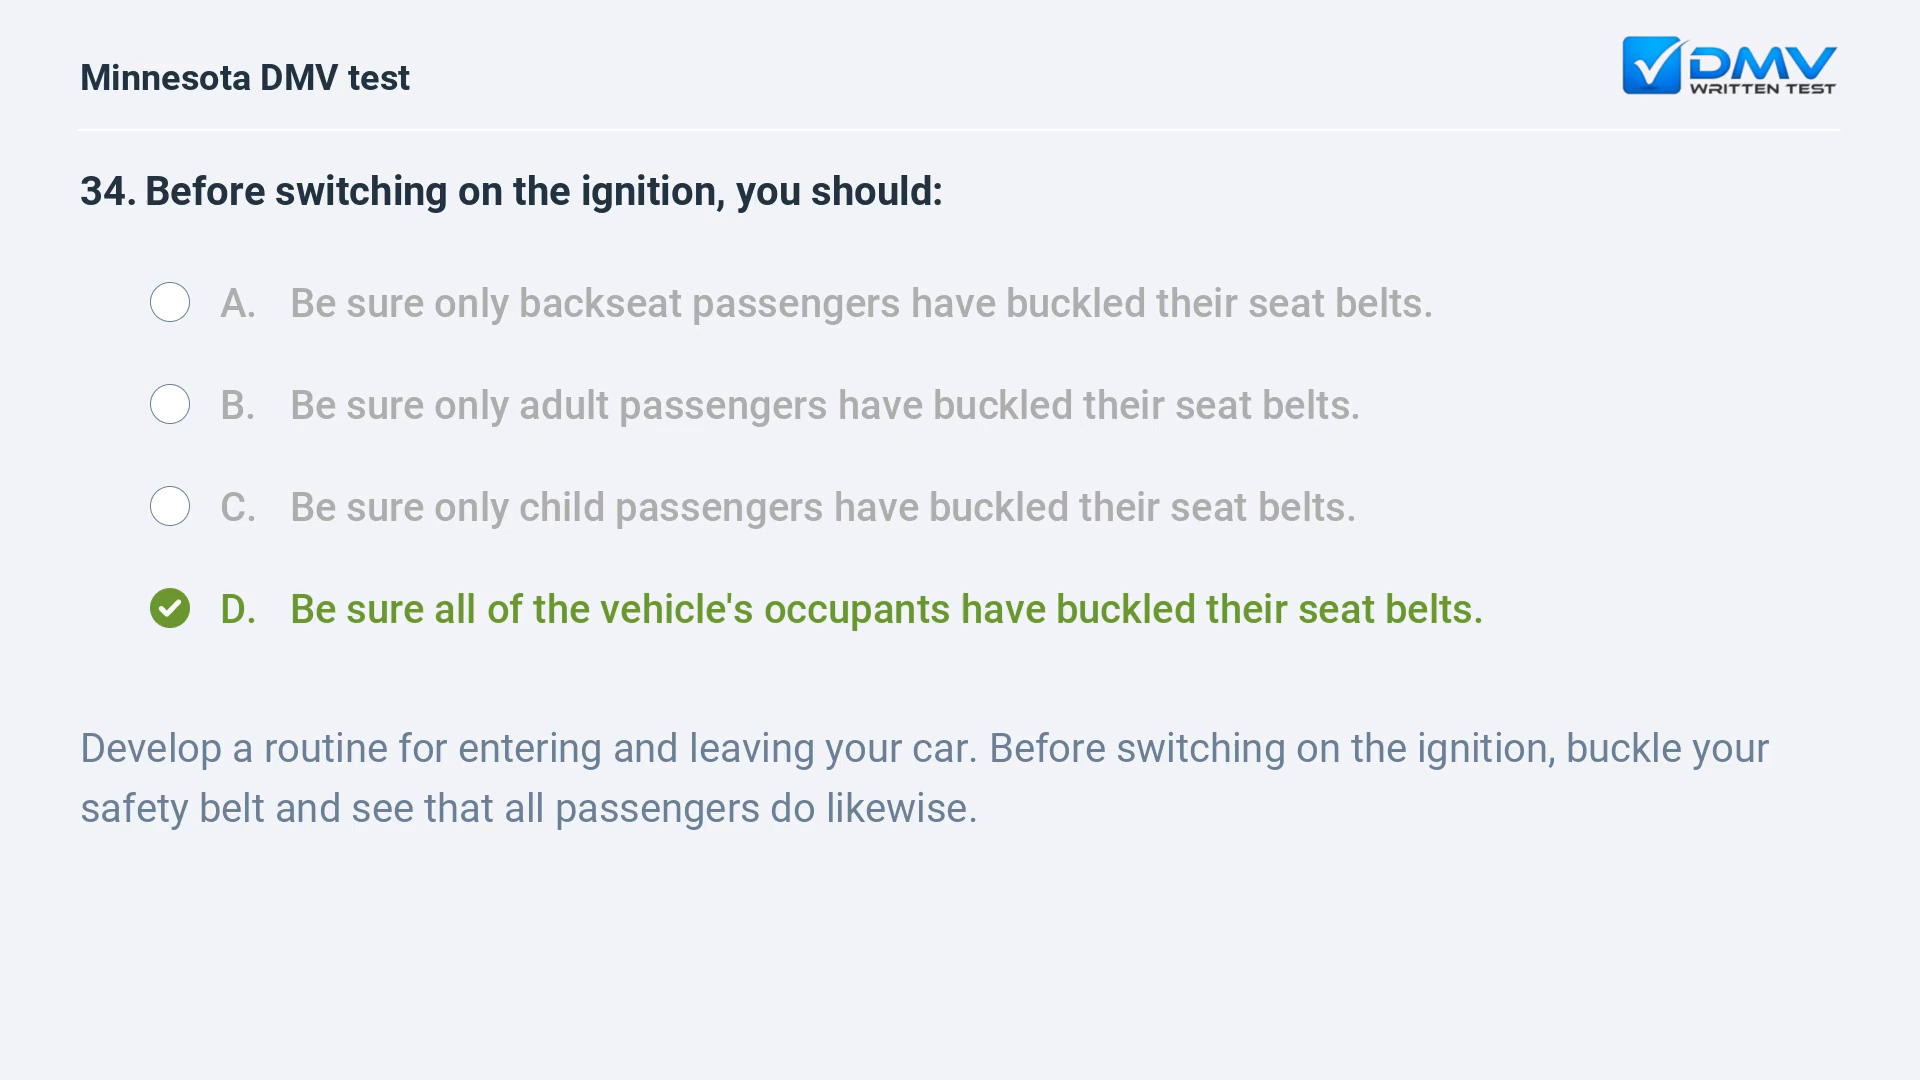 Minnesota DMV test
DMV
WRITTEN TEST
34. Before switching on the ignition, you should:
A. Be sure only backseat passengers have buckled their seat belts.
B. Be sure only adult passengers have buckled their seat belts.
C. Be sure only child passengers have buckled their seat belts.
D. Be sure all of the vehicle's occupants have buckled their seat belts.
Develop a routine for entering and leaving your car. Before switching on the ignition, buckle your
safety belt and see that all passengers do likewise.